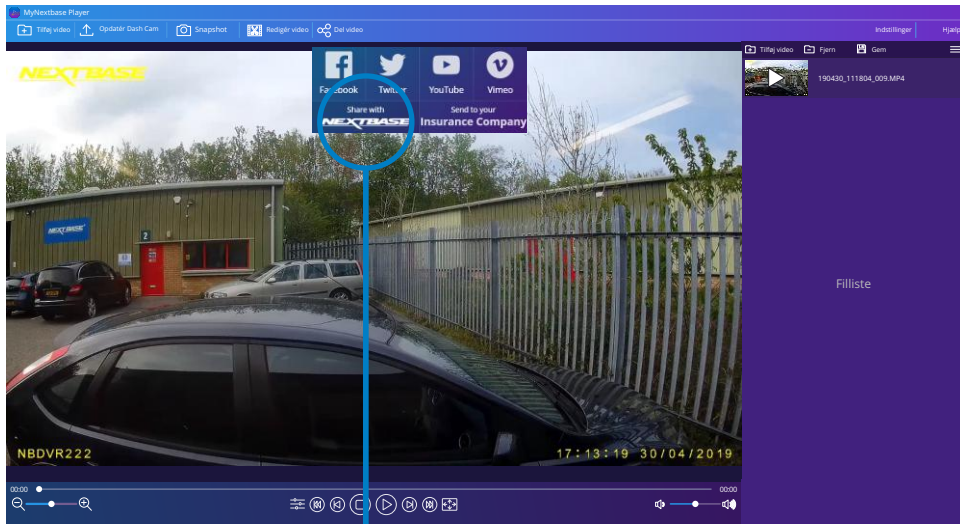 MyNextbase Player
Tilføj video
Opdatér Dash Cam
Snapshot
Redigér video
Del video
Indstillinger
Hjælp
Tilføj video
Fjern
Gem
190430_111804_009.MP4
Filliste
NEXTBASE
Facebook
Twitter
YouTube
Vimeo
Share with
NEXTBASE
Send to your
Insurance Company
NEXTBASE
2
NBDVR222
17:13:19 30/04/2019
00:00
00:00